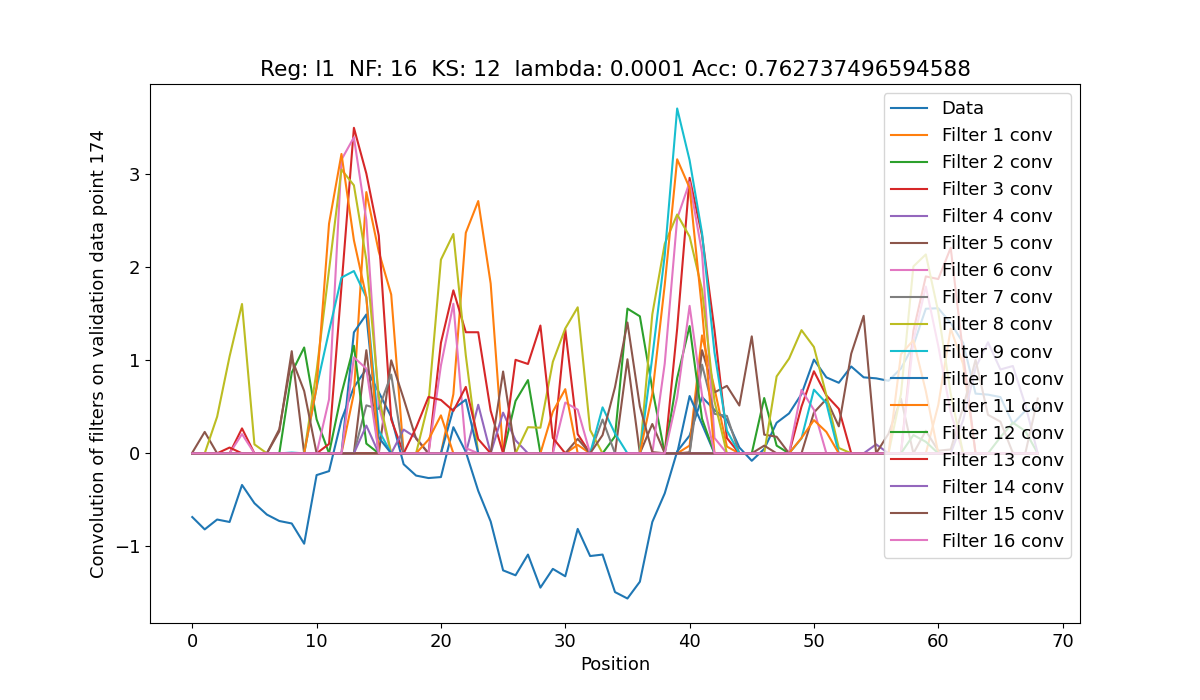 Reg: l1  NF: 16  KS: 12  lambda: 0.0001 Acc: 0.762737496594588
Convolution of filters on validation data point 174
3
2
1
0
−1
0 10 20 30 40 50 60 70
Position
Data
Filter 1 conv
Filter 2 conv
Filter 3 conv
Filter 4 conv
Filter 5 conv
Filter 6 conv
Filter 7 conv
Filter 8 conv
Filter 9 conv
Filter 10 conv
Filter 11 conv
Filter 12 conv
Filter 13 conv
Filter 14 conv
Filter 15 conv
Filter 16 conv